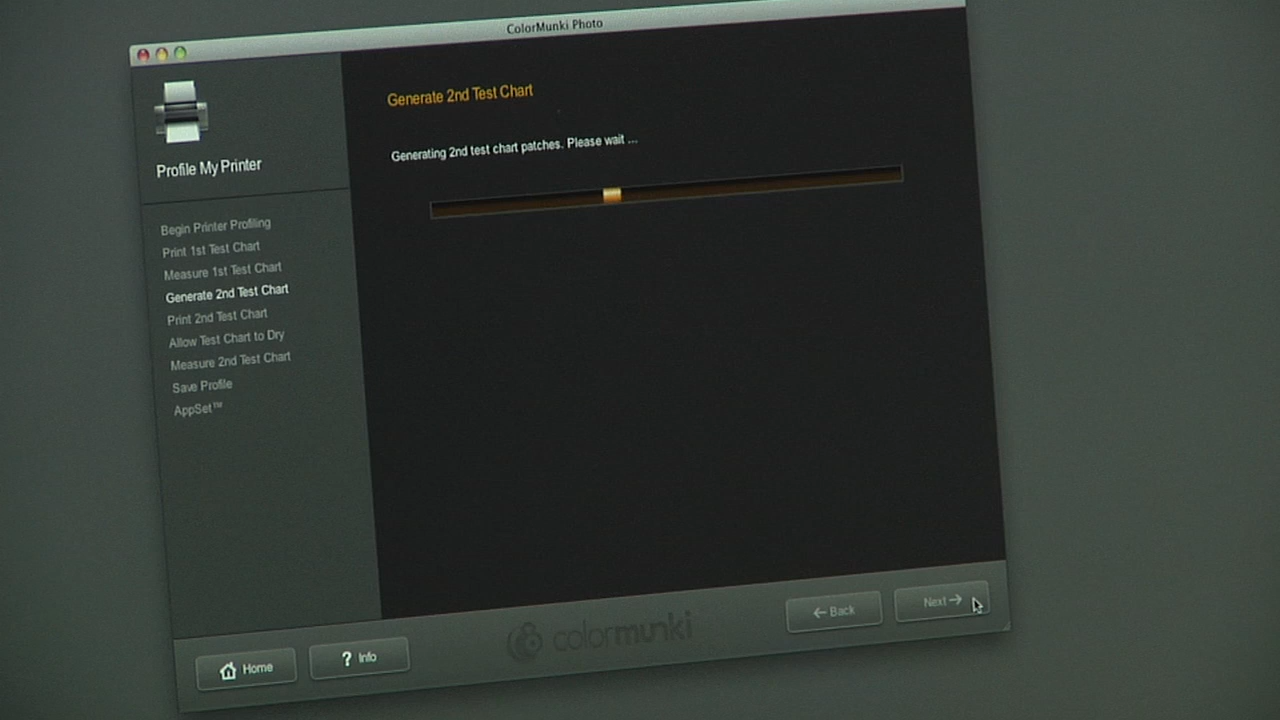 ColorMunki Photo
Profile My Printer
Begin Printer Profiling
Print 1st Test Chart
Measure 1st Test Chart
Generate 2nd Test Chart
Print 2nd Test Chart
Allow Test Chart to Dry
Measure 2nd Test Chart
Save Profile
AppSet™
Generate 2nd Test Chart
Generating 2nd test chart patches. Please wait ...
Home
? Info
colormunki
← Back
Next →